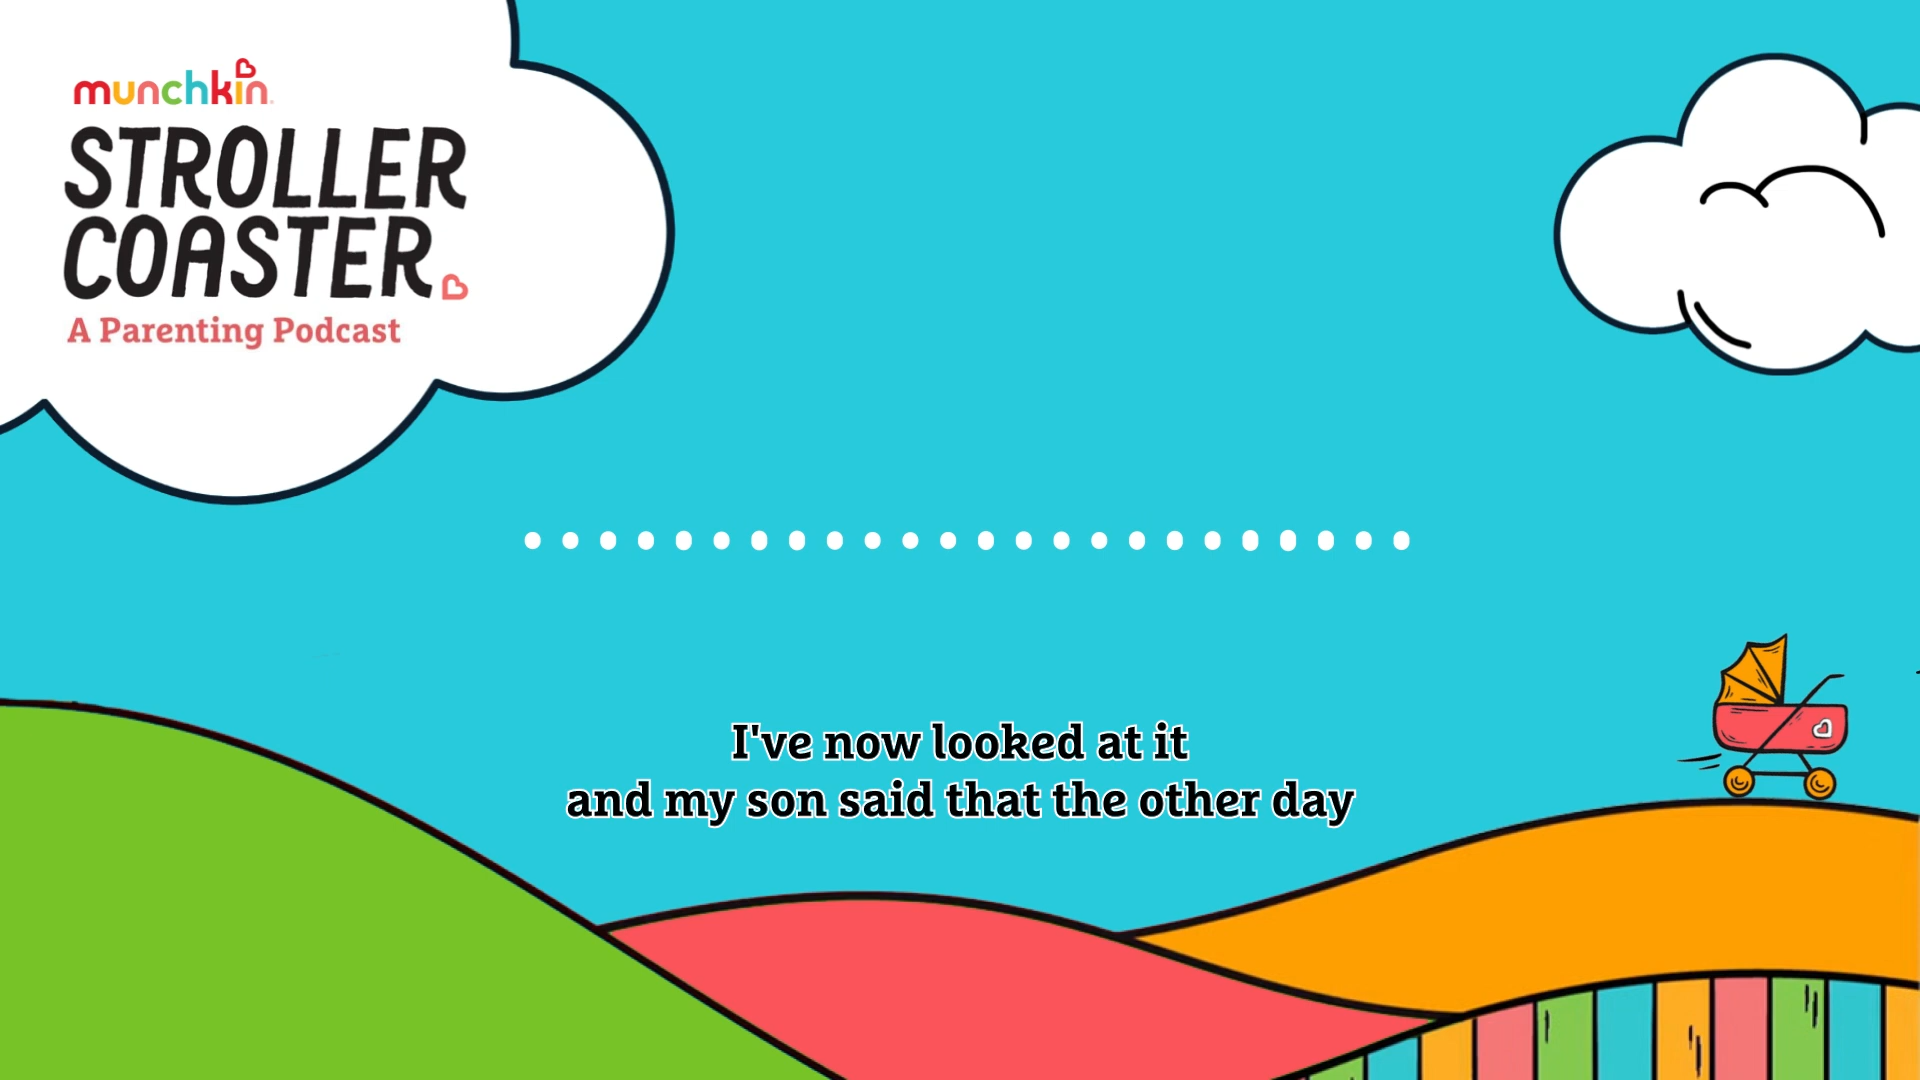 munchkin
STROLLER
COASTER
A Parenting Podcast
I've now looked at it
and my son said that the other day